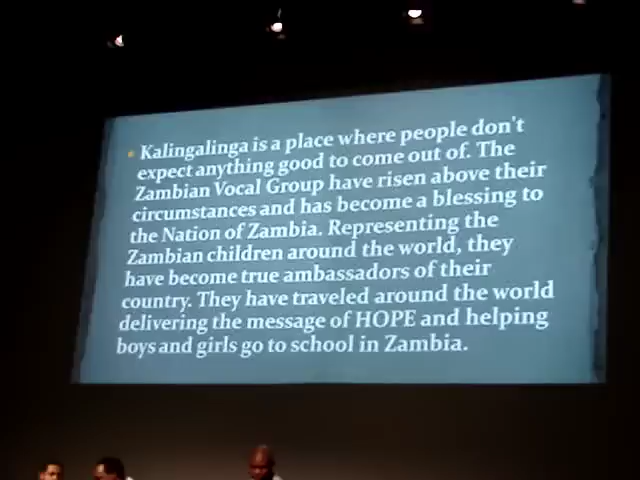 • Kalingalinga is a place where people don't
expect anything good to come out of. The
Zambian Vocal Group have risen above their
circumstances and has become a blessing to
the Nation of Zambia. Representing the
Zambian children around the world, they
have become true ambassadors of their
country. They have traveled around the world
delivering the message of HOPE and helping
boys and girls go to school in Zambia.